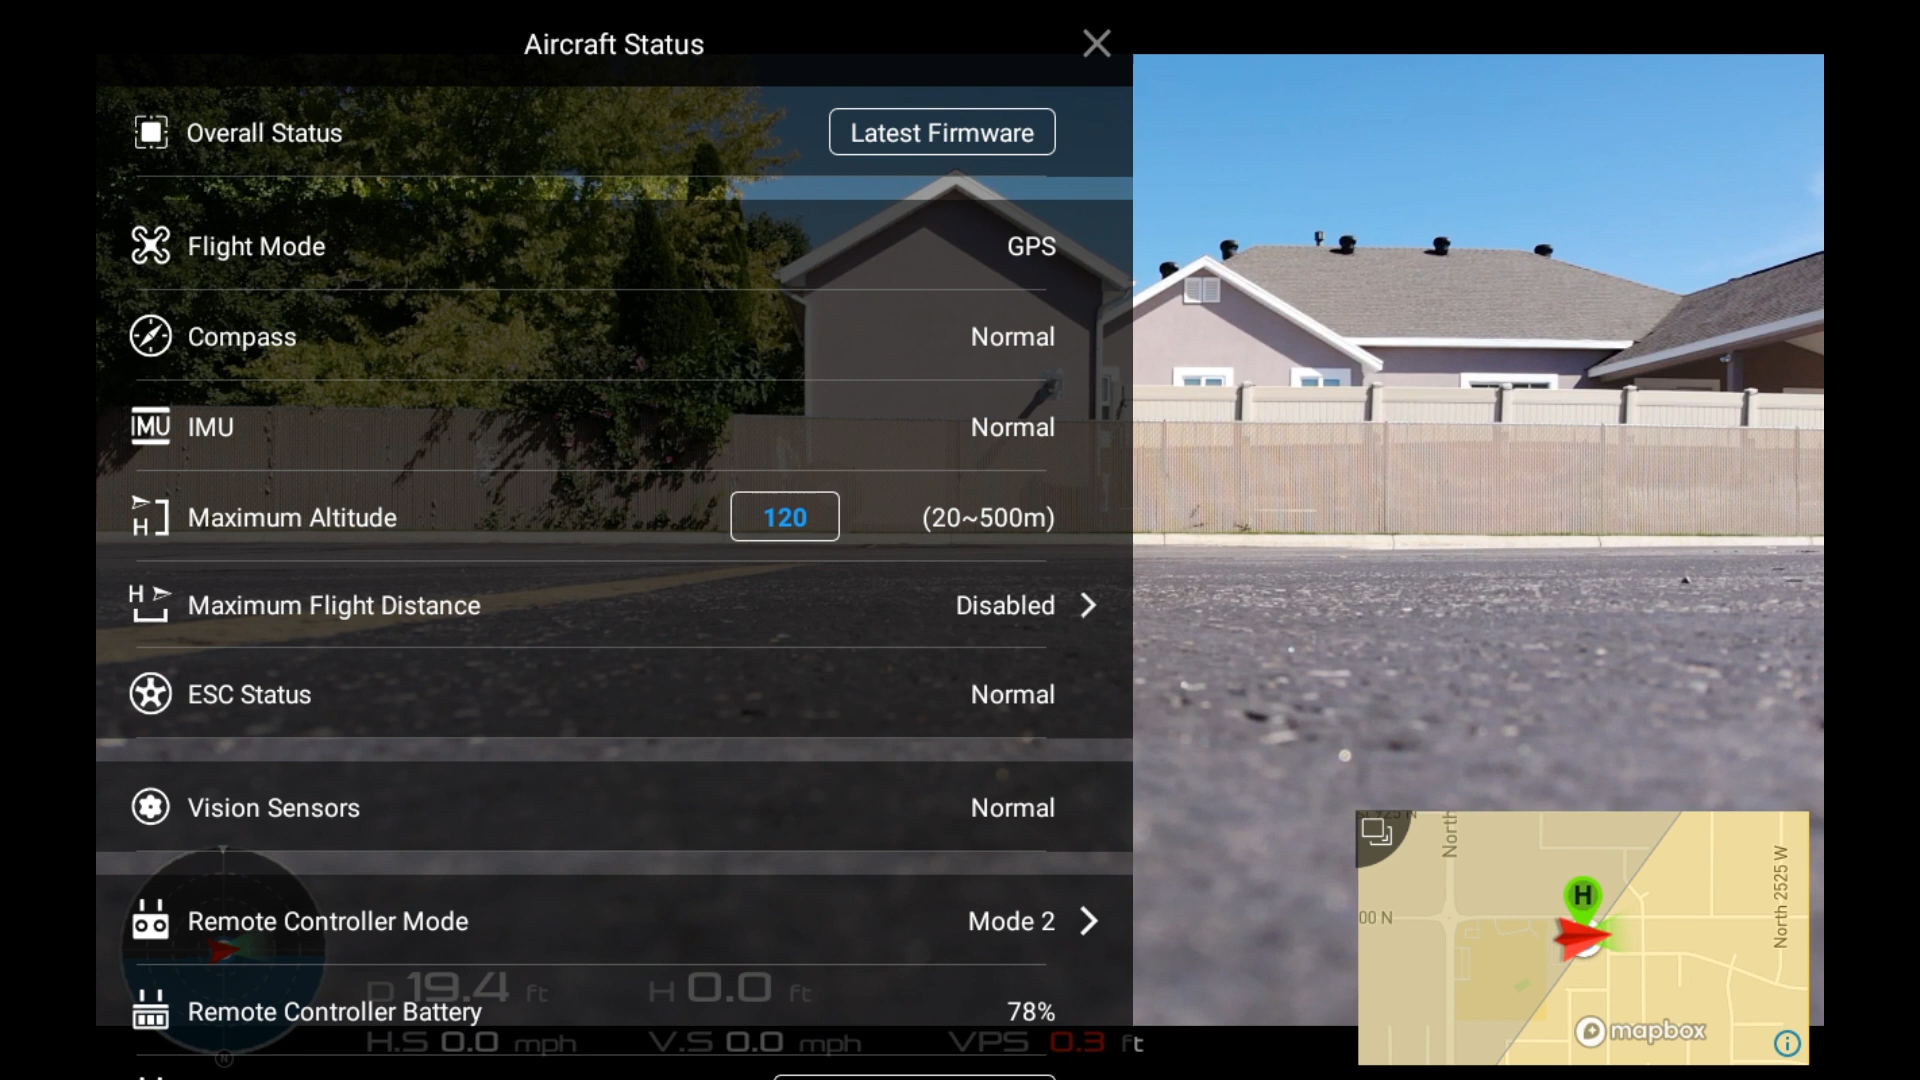 Aircraft Status
Overall Status Latest Firmware
Flight Mode GPS
Compass Normal
IMU IMU Normal
H Maximum Altitude 120 (20~500m)
H Maximum Flight Distance Disabled
ESC Status Normal
Vision Sensors Normal
Remote Controller Mode Mode 2
D 19.4 ft H 0.0 ft
Remote Controller Battery 78%
H.S 0.0 mph V.S 0.0 mph VPS 0.3 ft
N
North
00 N
H
North 2525 W
mapbox
i